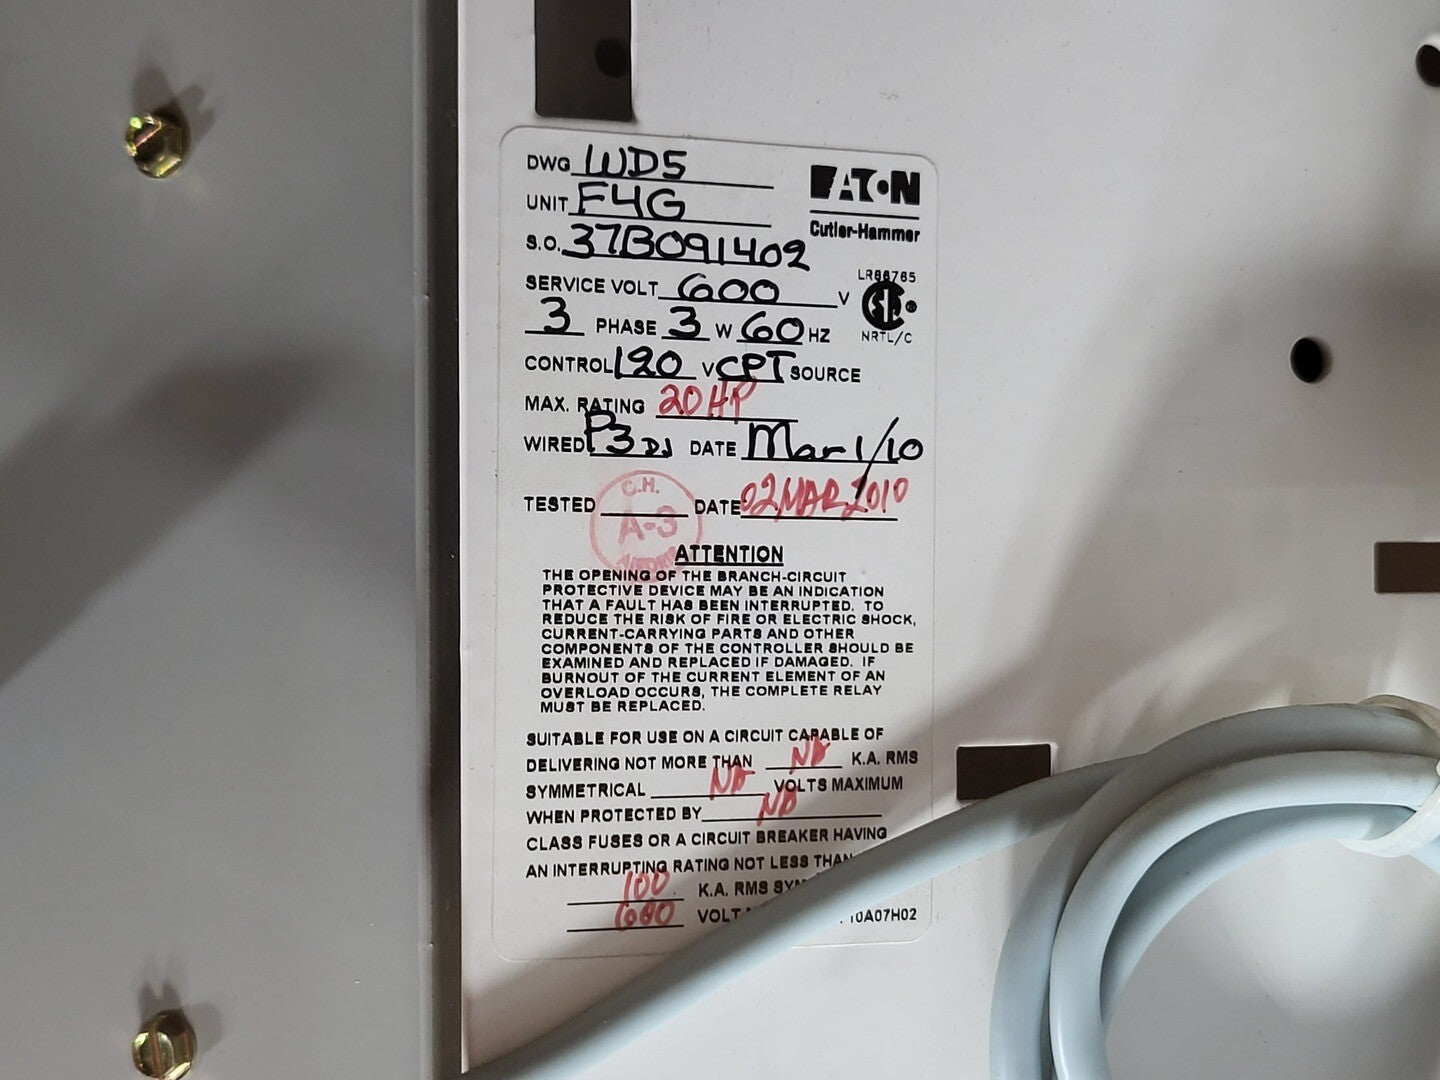 DWG WD5
EATON
UNIT F4G
Cutler-Hammer
S.O. 37B091402
LR68765
SERVICE VOLT 600 V
3 PHASE 3 W 60 HZ
NRTL/C
CONTROL 120 V CPT SOURCE
MAX. RATING 20HP
WIRED P3 DJ DATE Mar 1/10
C.H.
A-3
TESTED DATE 02MAR2010
ATTENTION
THE OPENING OF THE BRANCH-CIRCUIT
PROTECTIVE DEVICE MAY BE AN INDICATION
THAT A FAULT HAS BEEN INTERRUPTED. TO
REDUCE THE RISK OF FIRE OR ELECTRIC SHOCK,
CURRENT-CARRYING PARTS AND OTHER
COMPONENTS OF THE CONTROLLER SHOULD BE
EXAMINED AND REPLACED IF DAMAGED. IF
BURNOUT OF THE CURRENT ELEMENT OF AN
OVERLOAD OCCURS, THE COMPLETE RELAY
MUST BE REPLACED.
SUITABLE FOR USE ON A CIRCUIT CAPABLE OF
DELIVERING NOT MORE THAN NA K.A. RMS
SYMMETRICAL NA VOLTS MAXIMUM
WHEN PROTECTED BY NA
CLASS FUSES OR A CIRCUIT BREAKER HAVING
AN INTERRUPTING RATING NOT LESS THAN
100 K.A. RMS SYM
600 VOLT 10A07H02